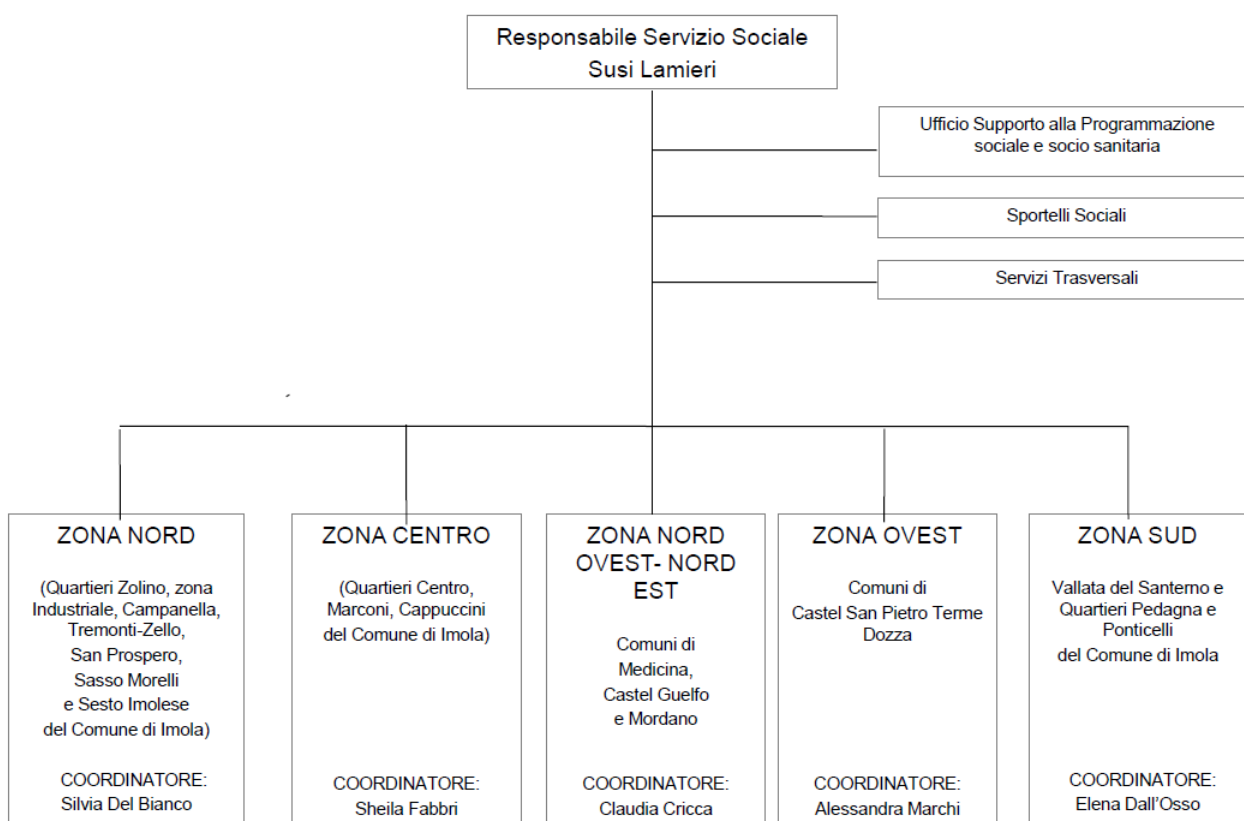 Responsabile Servizio Sociale
Susi Lamieri
Ufficio Supporto alla Programmazione
sociale e socio sanitaria
Sportelli Sociali
Servizi Trasversali
ZONA NORD
(Quartieri Zolino, zona
Industriale, Campanella,
Tremonti-Zello,
San Prospero,
Sasso Morelli
e Sesto Imolese
del Comune di Imola)
COORDINATORE:
Silvia Del Bianco
ZONA CENTRO
(Quartieri Centro,
Marconi, Cappuccini
del Comune di Imola)
COORDINATORE:
Sheila Fabbri
ZONA NORD
OVEST- NORD
EST
Comuni di
Medicina,
Castel Guelfo
e Mordano
COORDINATORE:
Claudia Cricca
ZONA OVEST
Comuni di
Castel San Pietro Terme
Dozza
COORDINATORE:
Alessandra Marchi
ZONA SUD
Vallata del Santerno e
Quartieri Pedagna e
Ponticelli
del Comune di Imola
COORDINATORE:
Elena Dall'Osso